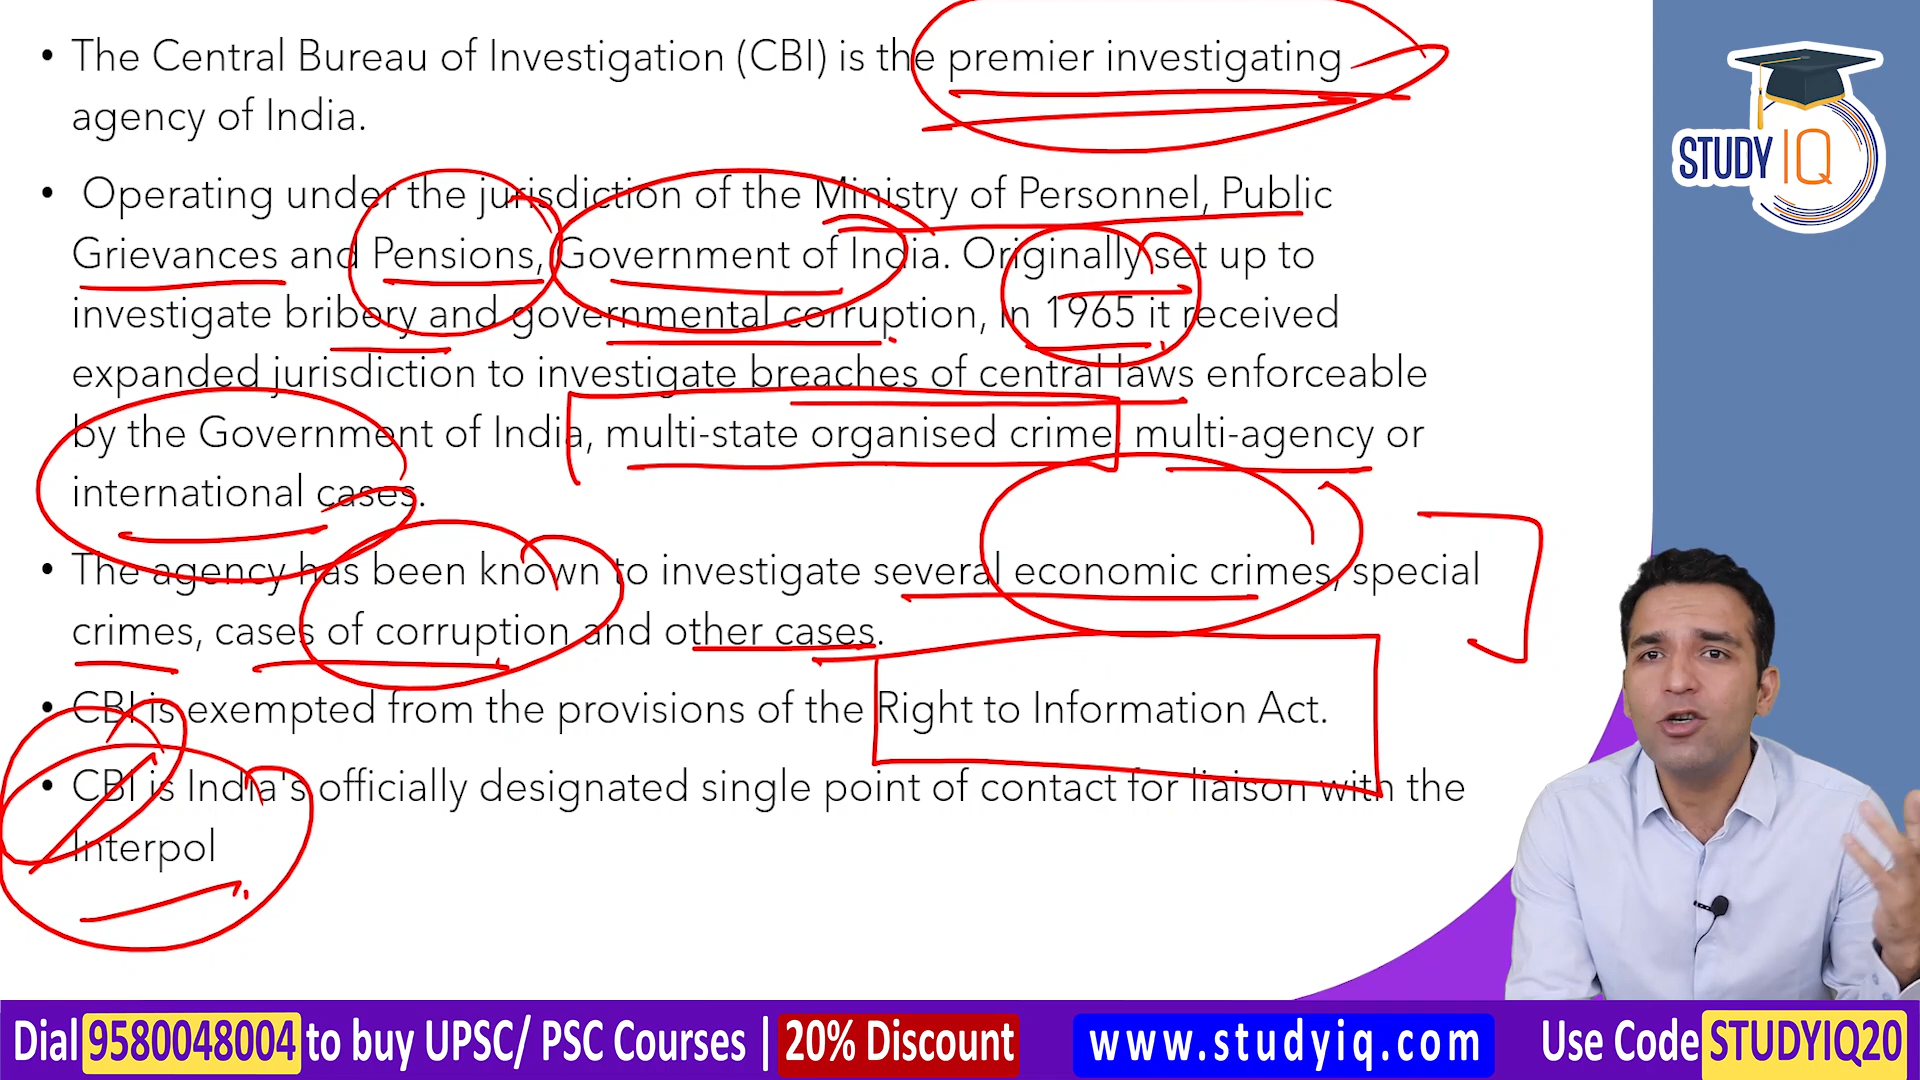 • The Central Bureau of Investigation (CBI) is the premier investigating
agency of India.
• Operating under the jurisdiction of the Ministry of Personnel, Public
Grievances and Pensions, Government of India. Originally set up to
investigate bribery and governmental corruption, in 1965 it received
expanded jurisdiction to investigate breaches of central laws enforceable
by the Government of India, multi-state organised crime, multi-agency or
international cases.
• The agency has been known to investigate several economic crimes, special
crimes, cases of corruption and other cases.
• CBI is exempted from the provisions of the Right to Information Act.
• CBI is India's officially designated single point of contact for liaison with the
Interpol
STUDY IQ
Dial 9580048004 to buy UPSC/ PSC Courses | 20% Discount www.studyiq.com Use Code STUDYIQ20